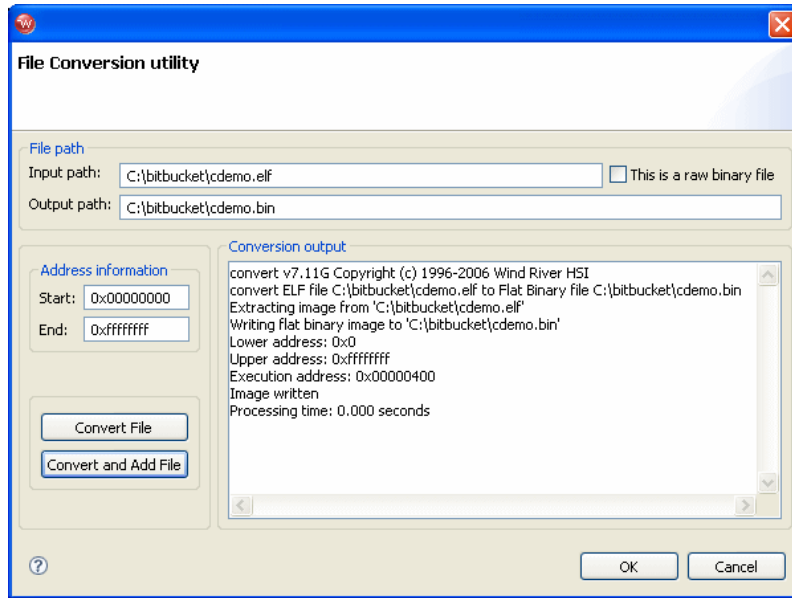 File Conversion utility
File path
Input path: C:\bitbucket\cdemo.elf This is a raw binary file
Output path: C:\bitbucket\cdemo.bin
Address information
Start: 0x00000000
End: 0xffffffff
Convert File
Convert and Add File
Conversion output
convert v7.11G Copyright (c) 1996-2006 Wind River HSI
convert ELF file C:\bitbucket\cdemo.elf to Flat Binary file C:\bitbucket\cdemo.bin
Extracting image from 'C:\bitbucket\cdemo.elf'
Writing flat binary image to 'C:\bitbucket\cdemo.bin'
Lower address: 0x0
Upper address: 0xffffffff
Execution address: 0x00000400
Image written
Processing time: 0.000 seconds
?
OK Cancel